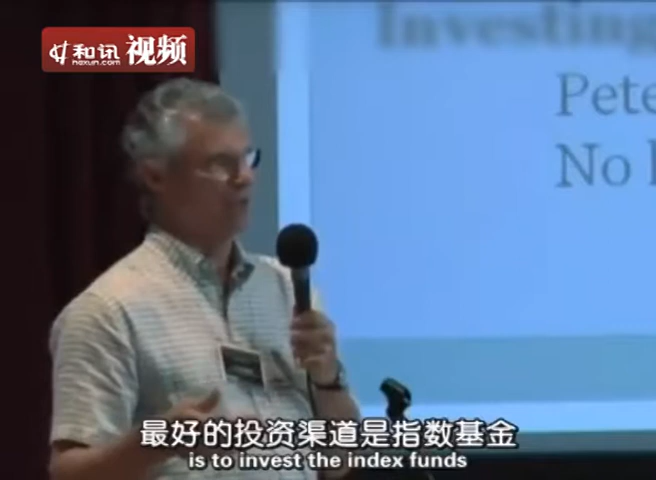 和讯 视频
hexun.com
Investing
Pete
No
最好的投资渠道是指数基金
is to invest the index funds